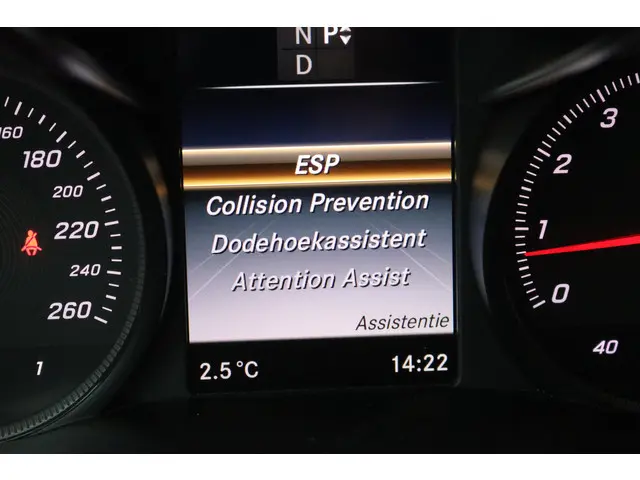 N P
D
160
180
200
220
240
260
1
ESP
Collision Prevention
Dodehoekassistent
Attention Assist
Assistentie
2.5 °C
14:22
3
2
1
0
40